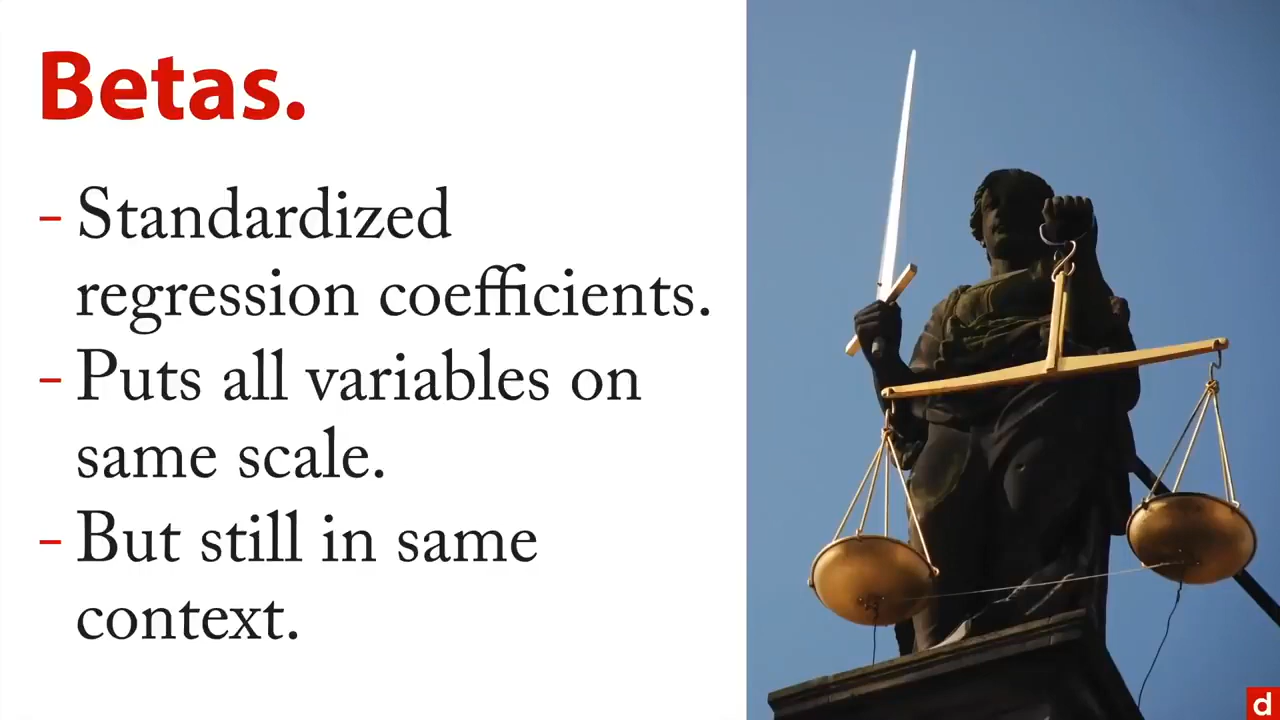 Betas.
- Standardized
regression coefficients.
- Puts all variables on
same scale.
- But still in same
context.
d